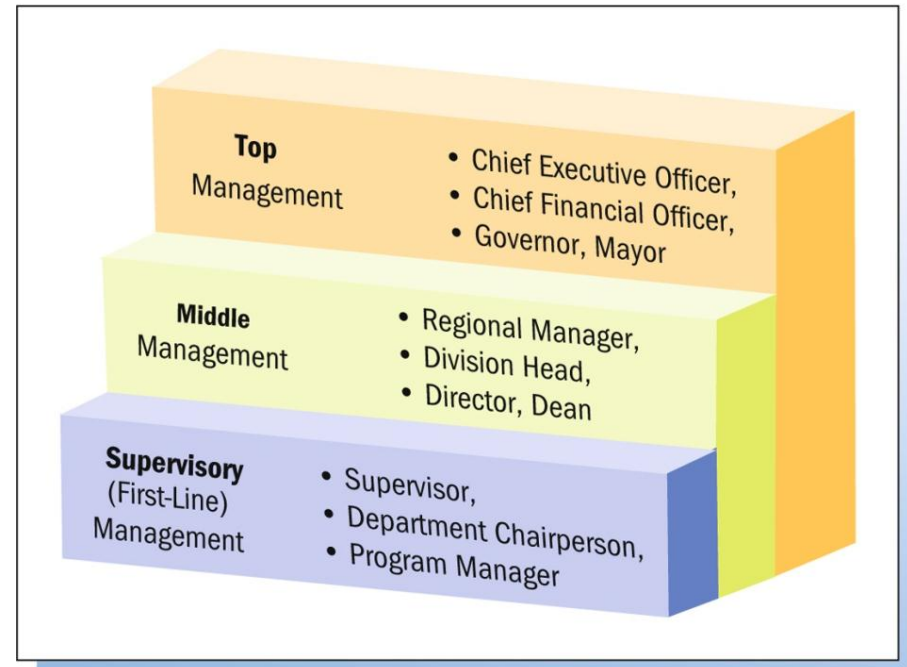 Top
Management
• Chief Executive Officer,
• Chief Financial Officer,
• Governor, Mayor
Middle
Management
• Regional Manager,
• Division Head,
• Director, Dean
Supervisory
(First-Line)
Management
• Supervisor,
• Department Chairperson,
• Program Manager